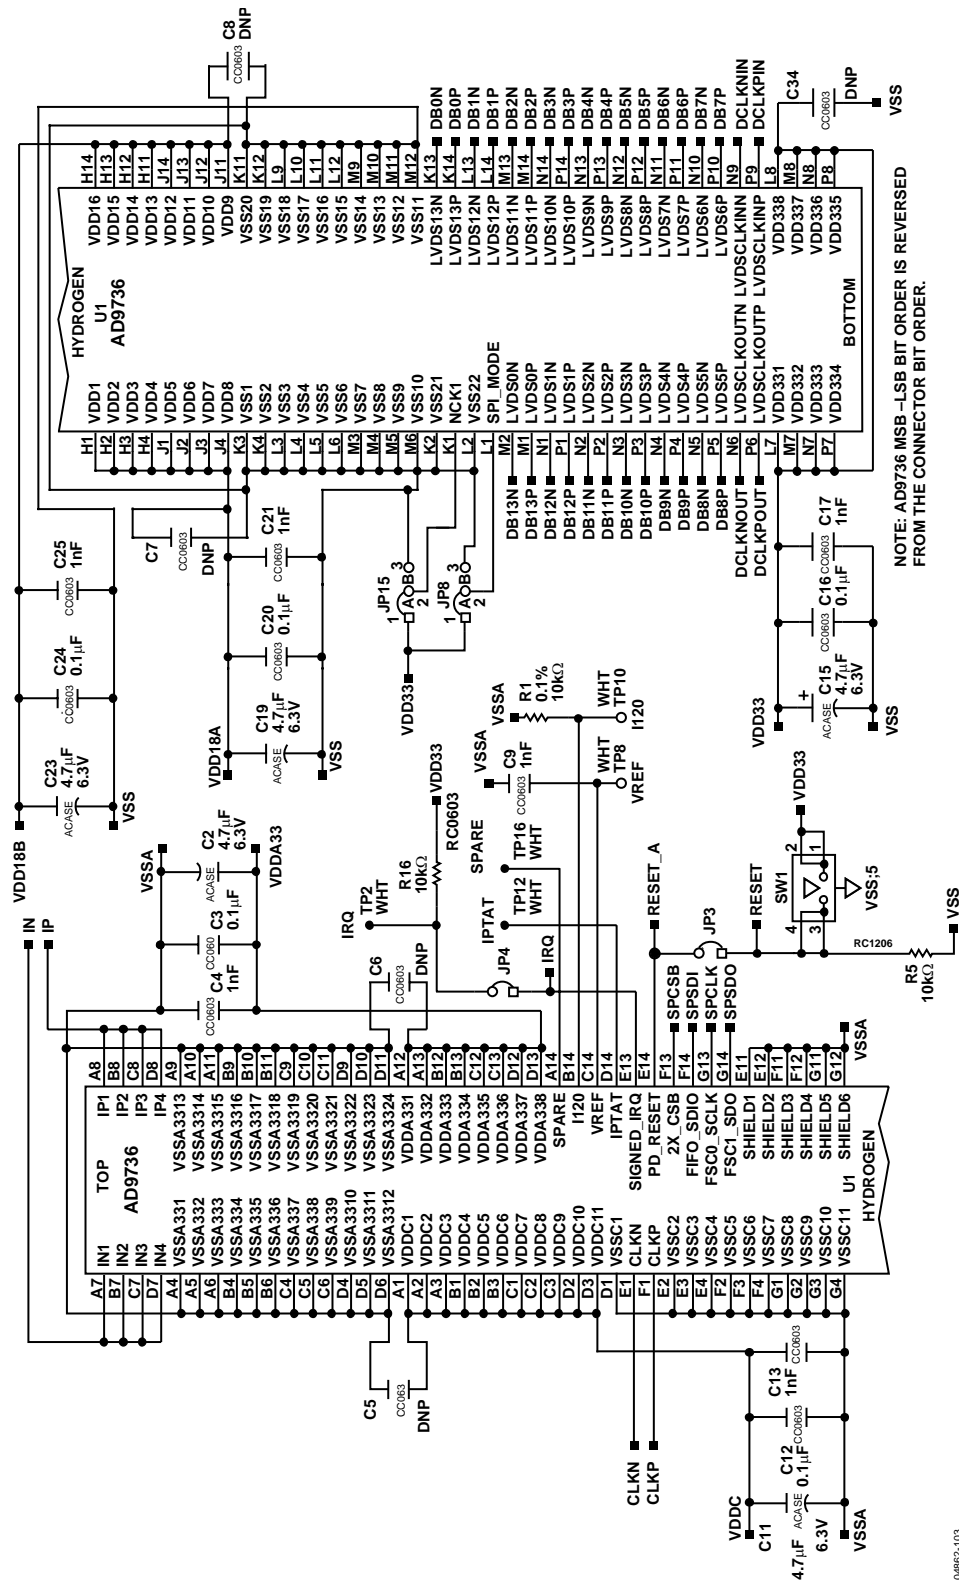 HYDROGEN
U1
AD9736
BOTTOM
H1 VDD1
H2 VDD2
H3 VDD3
H4 VDD4
J1 VDD5
J2 VDD6
J3 VDD7
J4 VDD8
K3 VSS1
K4 VSS2
L3 VSS3
L4 VSS4
L5 VSS5
L6 VSS6
M3 VSS7
M4 VSS8
M5 VSS9
M6 VSS10
K2 VSS21
K1 NCK1
L2 VSS22
L1 SPI_MODE
DB13N M2 LVDS0N
DB13P M1 LVDS0P
DB12N N1 LVDS1N
DB12P P1 LVDS1P
DB11N N2 LVDS2N
DB11P P2 LVDS2P
DB10N N3 LVDS3N
DB10P P3 LVDS3P
DB9N N4 LVDS4N
DB9P P4 LVDS4P
DB8N N5 LVDS5N
DB8P P5 LVDS5P
DCLKNOUT N6 LVDSCLKOUTN
DCLKPOUT P6 LVDSCLKOUTP
L7 VDD331
M7 VDD332
N7 VDD333
P7 VDD334
VDD16 H14
VDD15 H13
VDD14 H12
VDD13 H11
VDD12 J14
VDD11 J13
VDD10 J12
VDD9 J11
VSS20 K11
VSS19 K12
VSS18 L9
VSS17 L10
VSS16 L11
VSS15 L12
VSS14 M9
VSS13 M10
VSS12 M11
VSS11 M12
LVDS13N K13 DB0N
LVDS13P K14 DB0P
LVDS12N L13 DB1N
LVDS12P L14 DB1P
LVDS11N M13 DB2N
LVDS11P M14 DB2P
LVDS10N N14 DB3N
LVDS10P P14 DB3P
LVDS9N N13 DB4N
LVDS9P P13 DB4P
LVDS8N N12 DB5N
LVDS8P P12 DB5P
LVDS7N N11 DB6N
LVDS7P P11 DB6P
LVDS6N N10 DB7N
LVDS6P P10 DB7P
LVDSCLKINN N9 DCLKNIN
LVDSCLKINP P9 DCLKPIN
VDD338 L8
VDD337 M8
VDD336 N8
VDD335 P8
C8
CC0603
DNP
C34
CC0603
DNP
VSS
NOTE: AD9736 MSB –LSB BIT ORDER IS REVERSED
FROM THE CONNECTOR BIT ORDER.
VDD18B
C23
4.7µF
6.3V
ACASE
C24
0.1µF
CC0603
C25
1nF
CC0603
VSS
C7
CC0603
DNP
VDD18A
C19
4.7µF
6.3V
ACASE
C20
0.1µF
CC0603
C21
1nF
CC0603
VSS
VDD33
JP15
1 A B 3
2
JP8
1 A B 3
2
VDD33
C15
4.7µF
6.3V
+
ACASE
C16
0.1µF
CC0603
C17
1nF
CC0603
VSS
IN
IP
VSSA
C2
4.7µF
6.3V
ACASE
C3
0.1µF
CC060
C4
1nF
CC0603
VDDA33
C6
CC0603
DNP
IRQ
TP2
WHT
R16
10kΩ
RC0603
VDD33
JP4
IRQ
IPTAT
TP12
WHT
SPARE
TP16
WHT
VSSA
C9
1nF
CC0603
WHT
TP8
VREF
VSSA
R1
0.1%
10kΩ
WHT
TP10
I120
RESET_A
JP3
RESET
SW1
VDD33
2
1
4
3
VSS;5
RC1206
R5
10kΩ
VSS
SPCSB
SPSDI
SPCLK
SPSDO
VSSA
TOP
AD9736
U1
HYDROGEN
A7 IN1
B7 IN2
C7 IN3
D7 IN4
A4 VSSA331
A5 VSSA332
A6 VSSA333
B4 VSSA334
B5 VSSA335
B6 VSSA336
C4 VSSA337
C5 VSSA338
C6 VSSA339
D4 VSSA3310
D5 VSSA3311
D6 VSSA3312
A1 VDDC1
A2 VDDC2
A3 VDDC3
B1 VDDC4
B2 VDDC5
B3 VDDC6
C1 VDDC7
C2 VDDC8
C3 VDDC9
D2 VDDC10
D3 VDDC11
D1 VSSC1
E1 CLKN
F1 CLKP
E2 VSSC2
E3 VSSC3
E4 VSSC4
F2 VSSC5
F3 VSSC6
F4 VSSC7
G1 VSSC8
G2 VSSC9
G3 VSSC10
G4 VSSC11
IP1 A8
IP2 B8
IP3 C8
IP4 D8
VSSA3313 A9
VSSA3314 A10
VSSA3315 A11
VSSA3316 B9
VSSA3317 B10
VSSA3318 B11
VSSA3319 C9
VSSA3320 C10
VSSA3321 C11
VSSA3322 D9
VSSA3323 D10
VSSA3324 D11
VDDA331 A12
VDDA332 A13
VDDA333 B12
VDDA334 B13
VDDA335 C12
VDDA336 C13
VDDA337 D12
VDDA338 D13
SPARE A14
I120 B14
VREF C14
IPTAT D14
SIGNED_IRQ E13
PD_RESET E14
2X_CSB F13
FIFO_SDIO F14
FSC0_SCLK G13
FSC1_SDO G14
SHIELD1 E11
SHIELD2 E12
SHIELD3 F11
SHIELD4 F12
SHIELD5 G11
SHIELD6 G12
C5
CC063
DNP
CLKN
CLKP
VDDC
C11
4.7µF
ACASE
6.3V
C12
0.1µF
CC0603
C13
1nF
CC0603
VSSA
04862-103